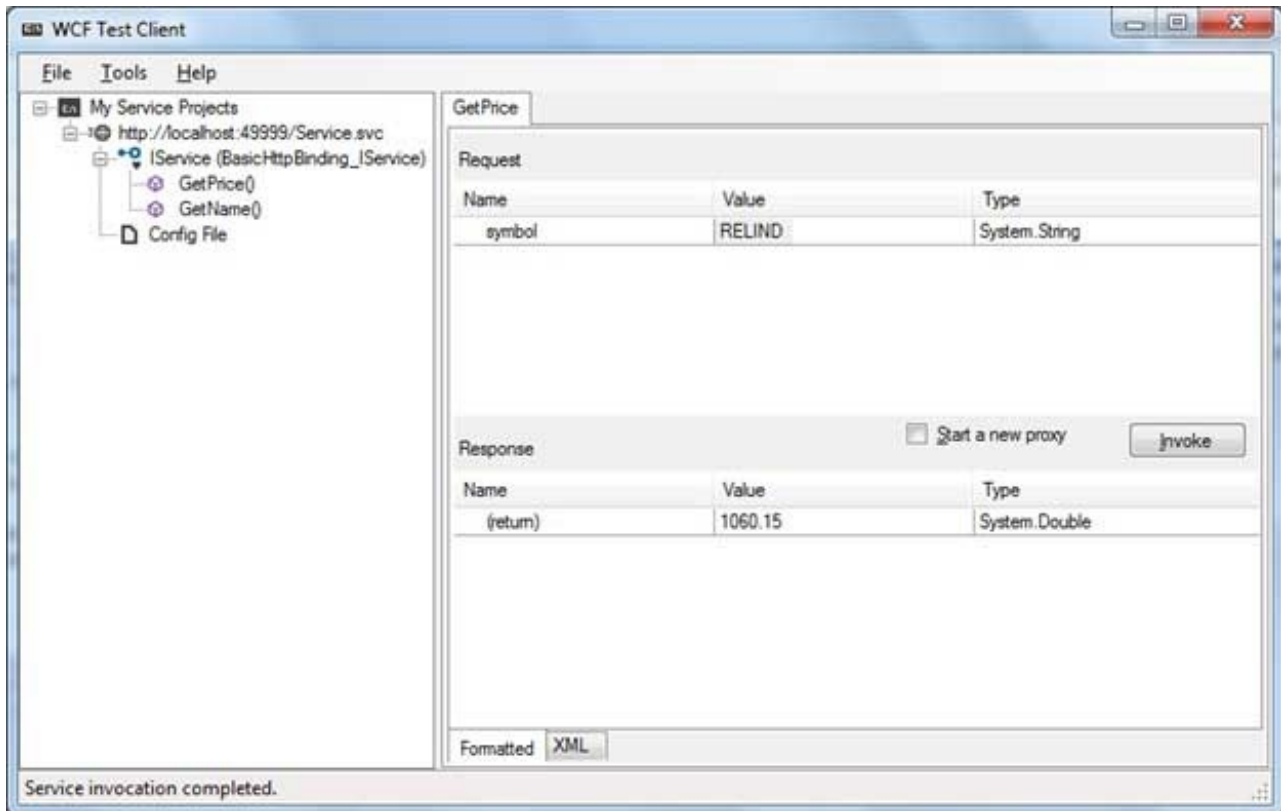 WCF Test Client
File Tools Help
My Service Projects
http://localhost:49999/Service.svc
IService (BasicHttpBinding_IService)
GetPrice()
GetName()
Config File
GetPrice
Request
Name Value Type
symbol RELIND System.String
Response
Start a new proxy
Invoke
Name Value Type
(return) 1060.15 System.Double
Formatted XML
Service invocation completed.